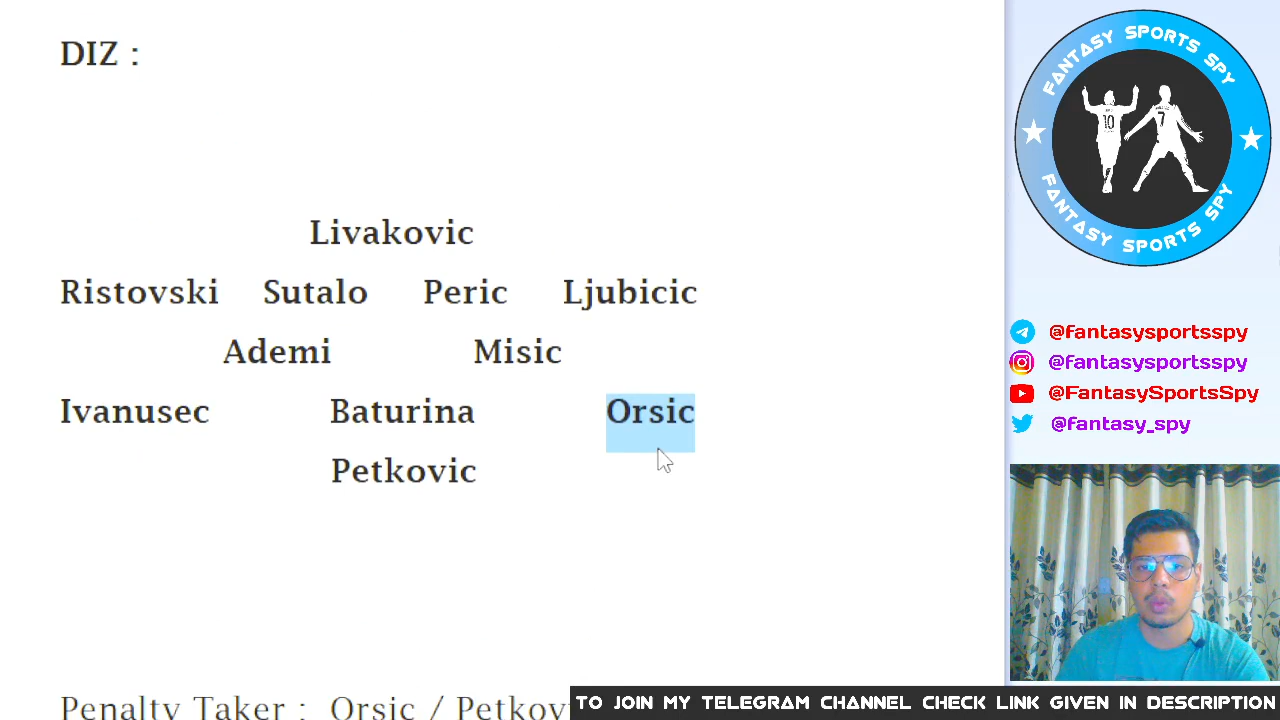 DIZ :
Livakovic
Ristovski Sutalo Peric Ljubicic
Ademi Misic
Ivanusec Baturina Orsic
Petkovic
Penalty Taker : Orsic / Petkov
FANTASY SPORTS SPY
10 7
FANTASY SPORTS SPY
@fantasysportsspy
@fantasysportsspy
@FantasySportsSpy
@fantasy_spy
TO JOIN MY TELEGRAM CHANNEL CHECK LINK GIVEN IN DESCRIPTION